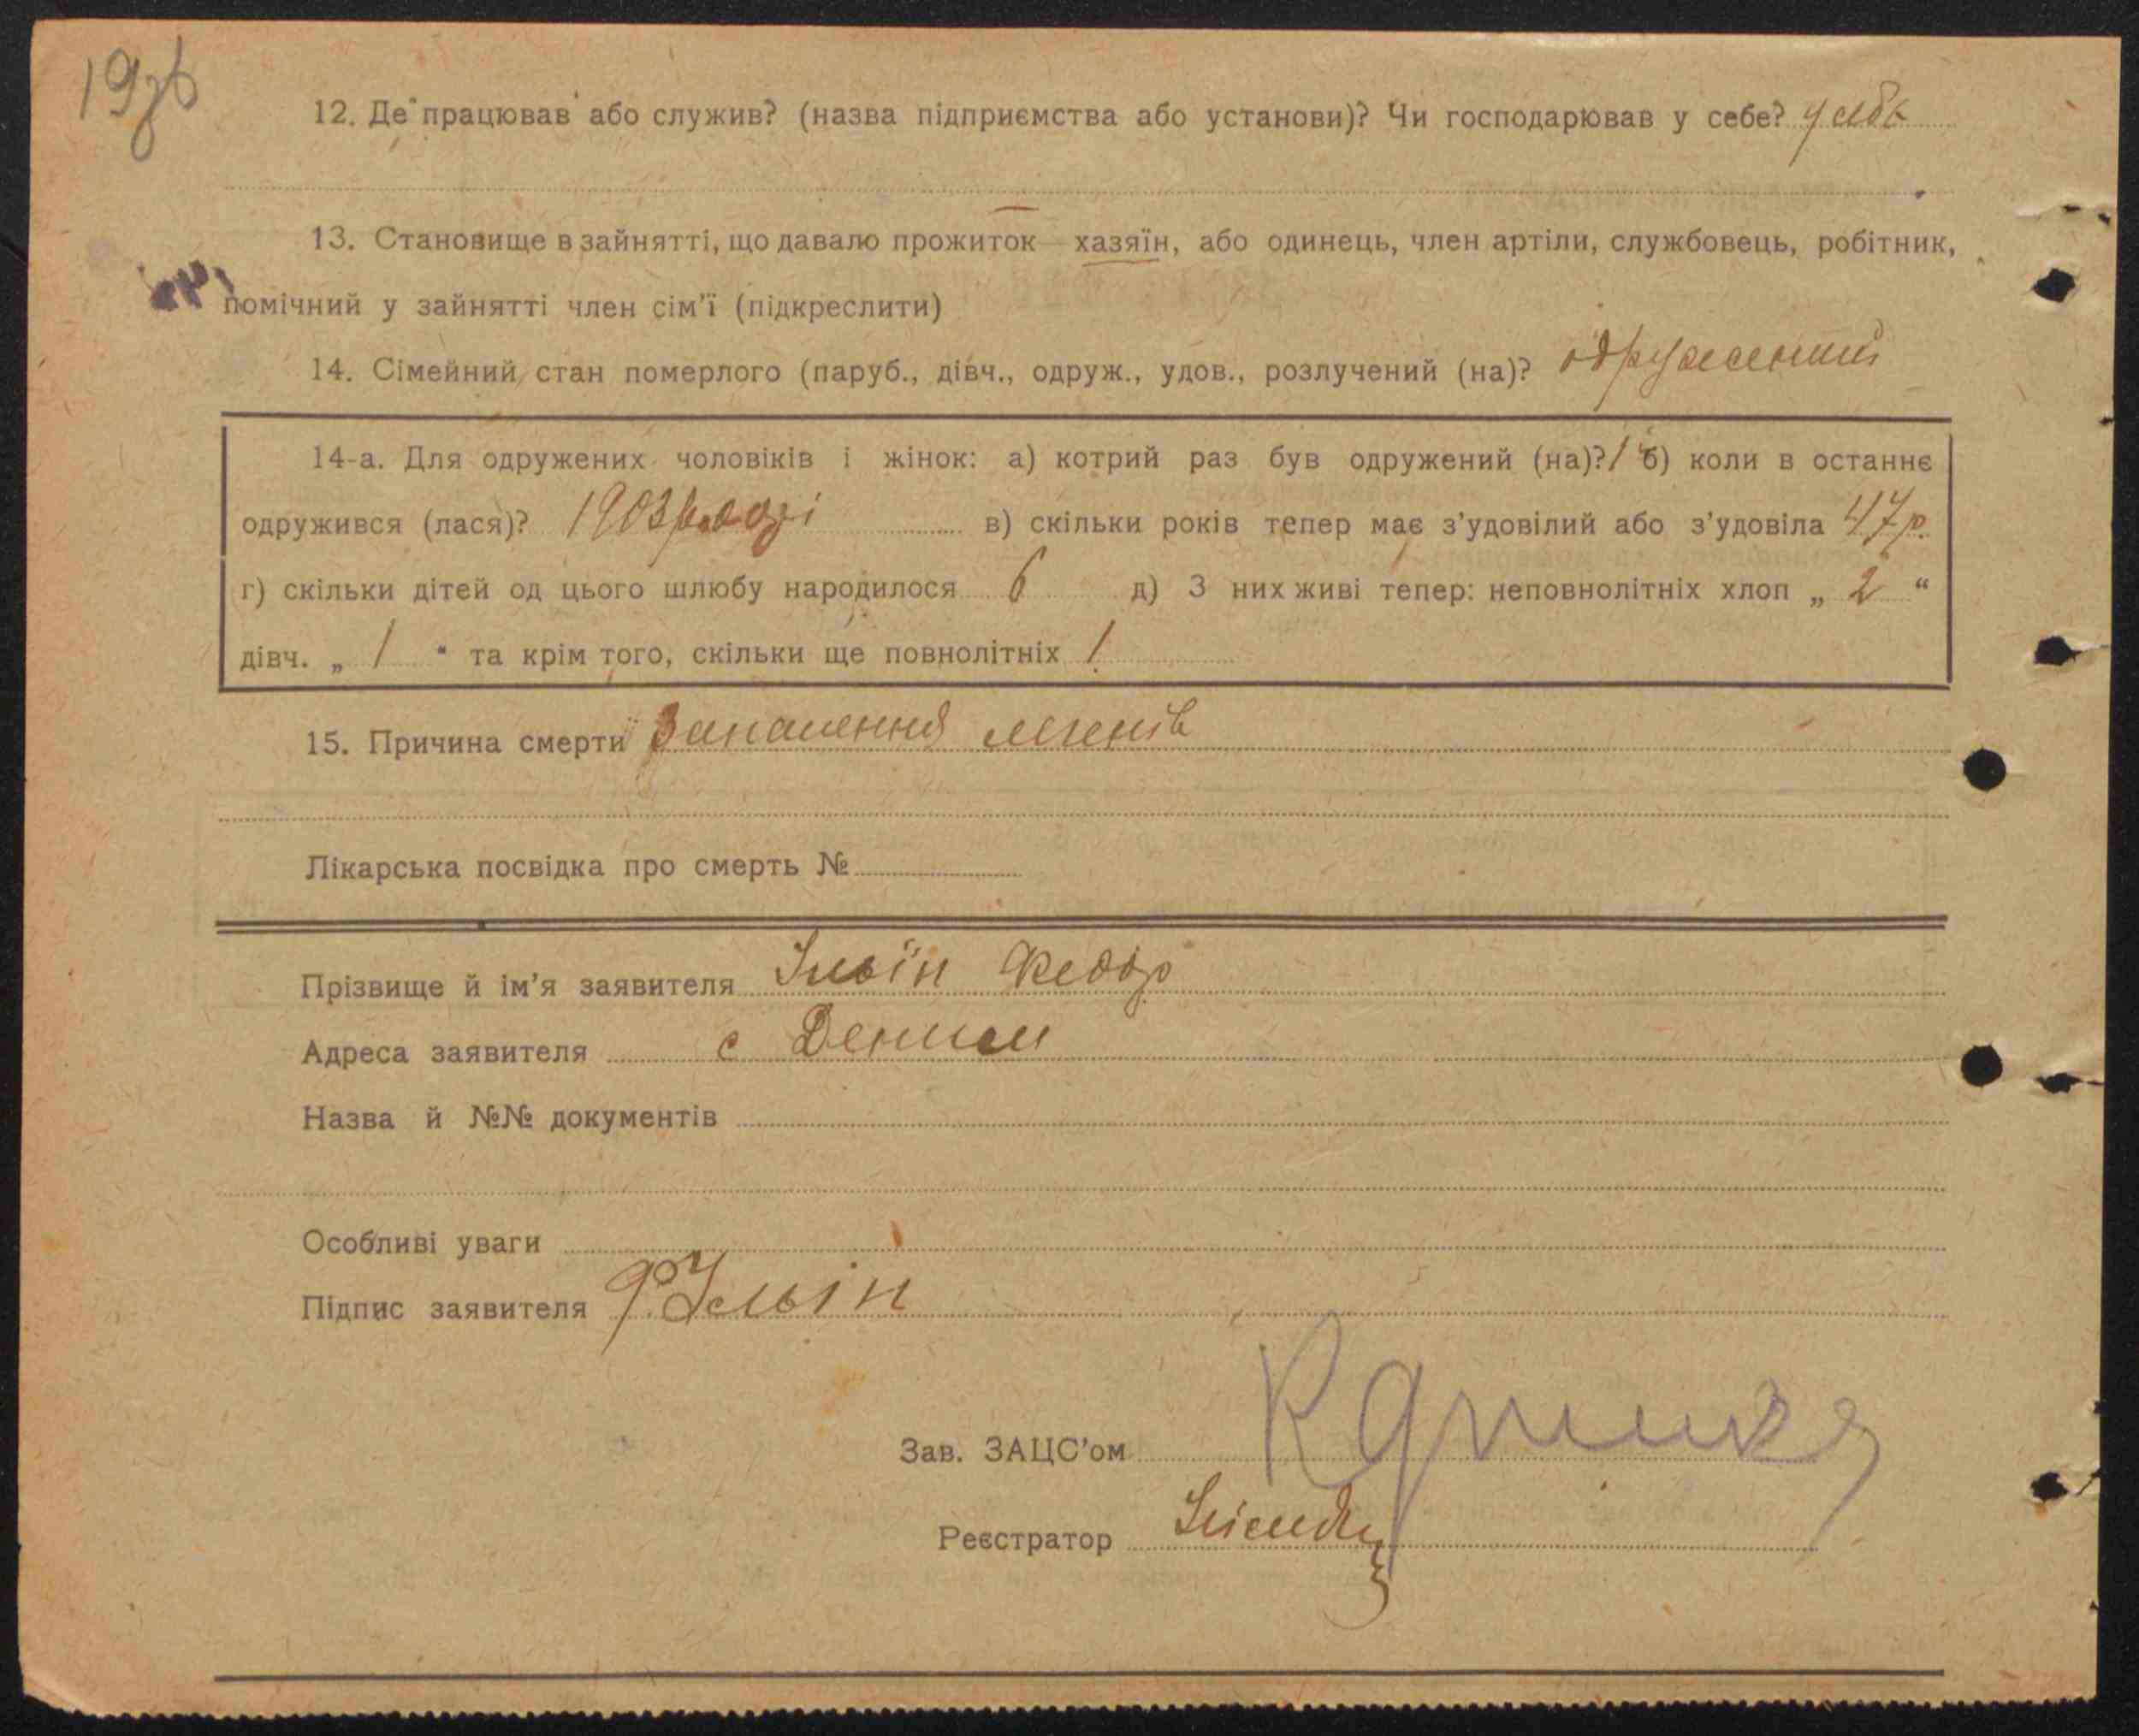 12. Де працював або служив? (назва підприємства або установи)? Чи господарював у себе? у себе
13. Становище в зайнятті, що давало прожиток — хазяїн, або одинець, член артіли, службовець, робітник,
помічний у зайнятті член сім'ї (підкреслити)
14. Сімейний стан померлого (паруб., дівч., одруж., удов., розлучений (на)? одружений
14-а. Для одружених чоловіків і жінок: а) котрий раз був одружений (на)? 1 б) коли в останнє
одружився (лася)? 1903 в) скільки років тепер має з'удовілий або з'удовіла 47 р.
г) скільки дітей од цього шлюбу народилося 6 д) З них живі тепер: неповнолітніх хлоп „ 2 “
дівч. „ 1 “ та крім того, скільки ще повнолітніх 1
15. Причина смерти Запалення легенів
Лікарська посвідка про смерть №
Прізвище й ім'я заявителя Ільїн Федор
Адреса заявителя с Дениси
Назва й №№ документів
Особливі уваги
Підпис заявителя Ф. Ільін
Зав. ЗАЦС'ом
Реєстратор